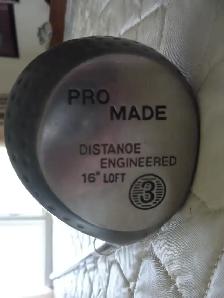 PRO
MADE
DISTANCE
ENGINEERED
16° LOFT
3